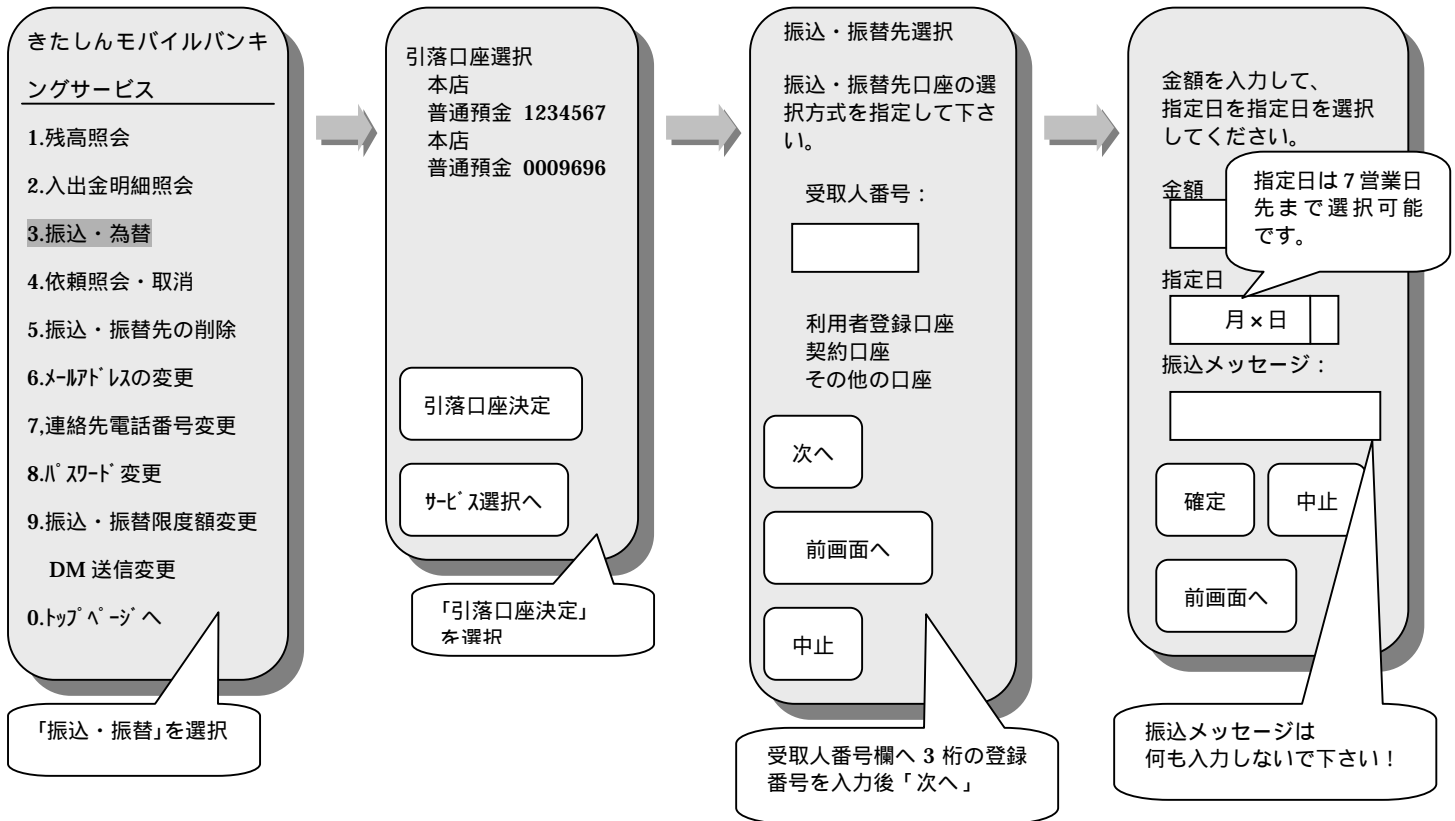 きたしんモバイルバンキ
ングサービス
1.残高照会
2.入出金明細照会
3.振込・為替
4.依頼照会・取消
5.振込・振替先の削除
6.ﾒｰﾙｱﾄﾞﾚｽの変更
7,連絡先電話番号変更
8.ﾊﾟｽﾜｰﾄﾞ変更
9.振込・振替限度額変更
DM 送信変更
0.ﾄｯﾌﾟﾍﾟｰｼﾞへ
「振込・振替」を選択
引落口座選択
本店
普通預金 1234567
本店
普通預金 0009696
引落口座決定
ｻｰﾋﾞｽ選択へ
「引落口座決定」
を選択
振込・振替先選択
振込・振替先口座の選
択方式を指定して下さ
い。
受取人番号：
利用者登録口座
契約口座
その他の口座
次へ
前画面へ
中止
受取人番号欄へ 3 桁の登録
番号を入力後「次へ」
金額を入力して、
指定日を指定日を選択
してください。
金額
指定日は 7 営業日
先まで選択可能
です。
指定日
月×日
振込メッセージ：
確定
中止
前画面へ
振込メッセージは
何も入力しないで下さい！